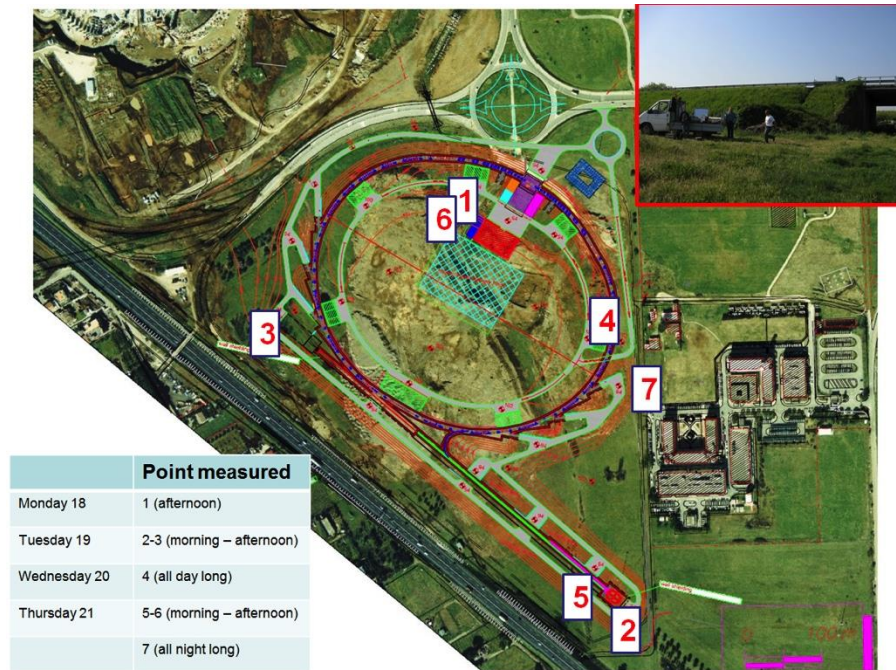 1
6
3
4
7
5
2
Point measured
Monday 18 1 (afternoon)
Tuesday 19 2-3 (morning – afternoon)
Wednesday 20 4 (all day long)
Thursday 21 5-6 (morning – afternoon)
7 (all night long)